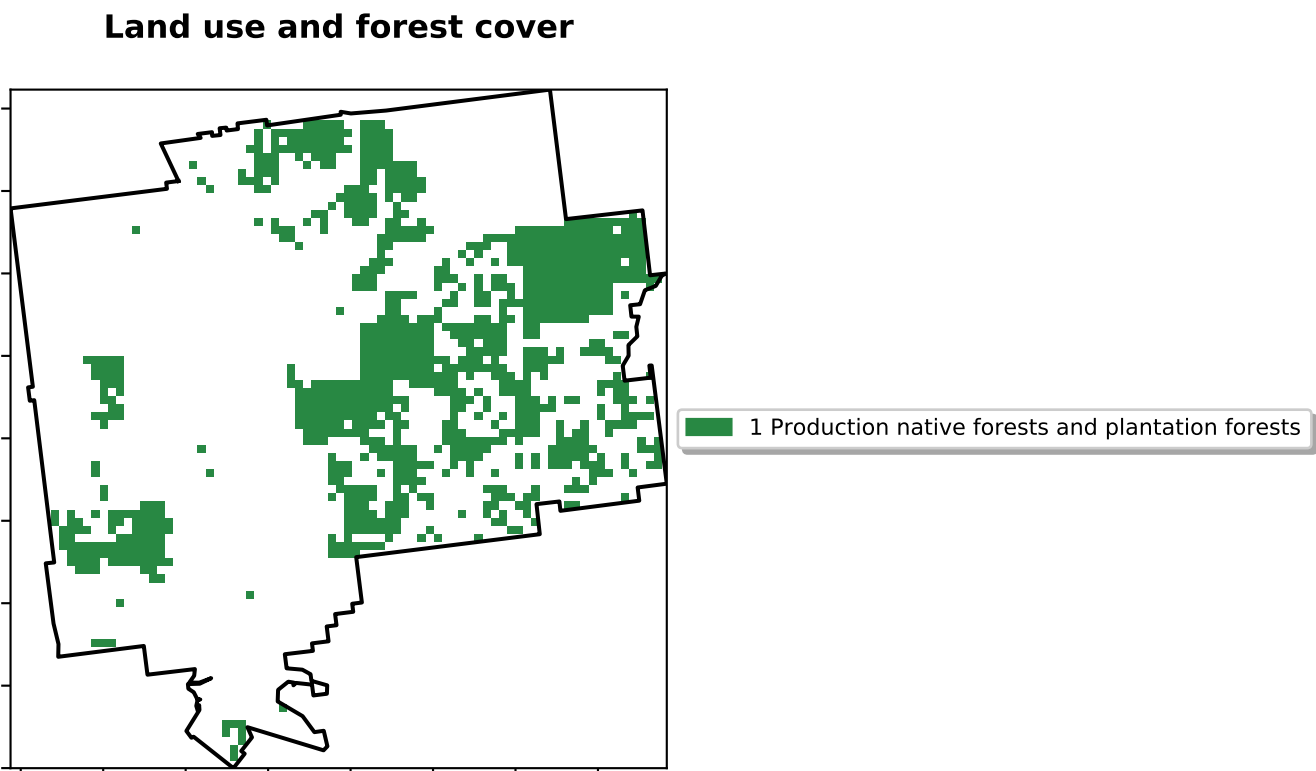 Land use and forest cover
1 Production native forests and plantation forests